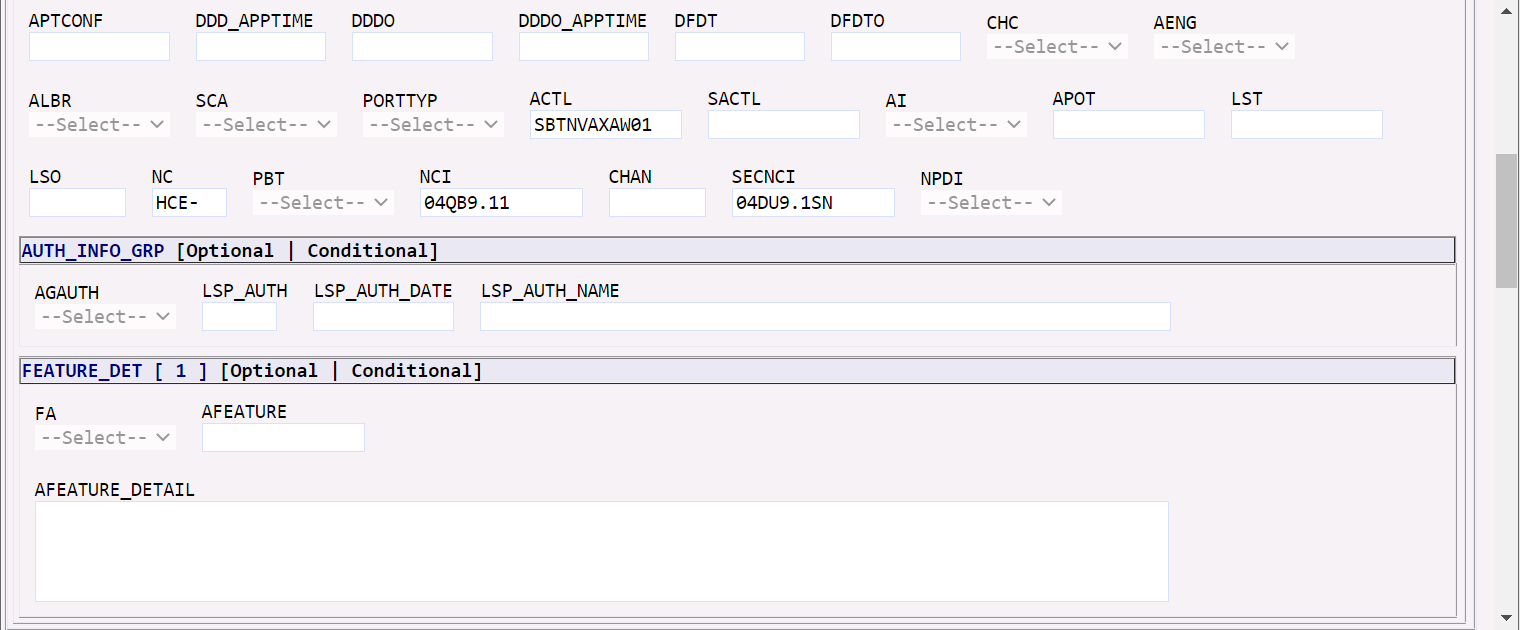 APTCONF DDD_APPTIME DDDO DDDO_APPTIME DFDT DFDTO CHC AENG
--Select-- --Select--
ALBR SCA PORTTYP ACTL SACTL AI APOT LST
--Select-- --Select-- --Select-- SBTNVAXAW01 --Select--
LSO NC PBT NCI CHAN SECNCI NPDI
HCE- --Select-- 04QB9.11 04DU9.1SN --Select--
AUTH_INFO_GRP [Optional | Conditional]
AGAUTH LSP_AUTH LSP_AUTH_DATE LSP_AUTH_NAME
--Select--
FEATURE_DET [ 1 ] [Optional | Conditional]
FA AFEATURE
--Select--
AFEATURE_DETAIL